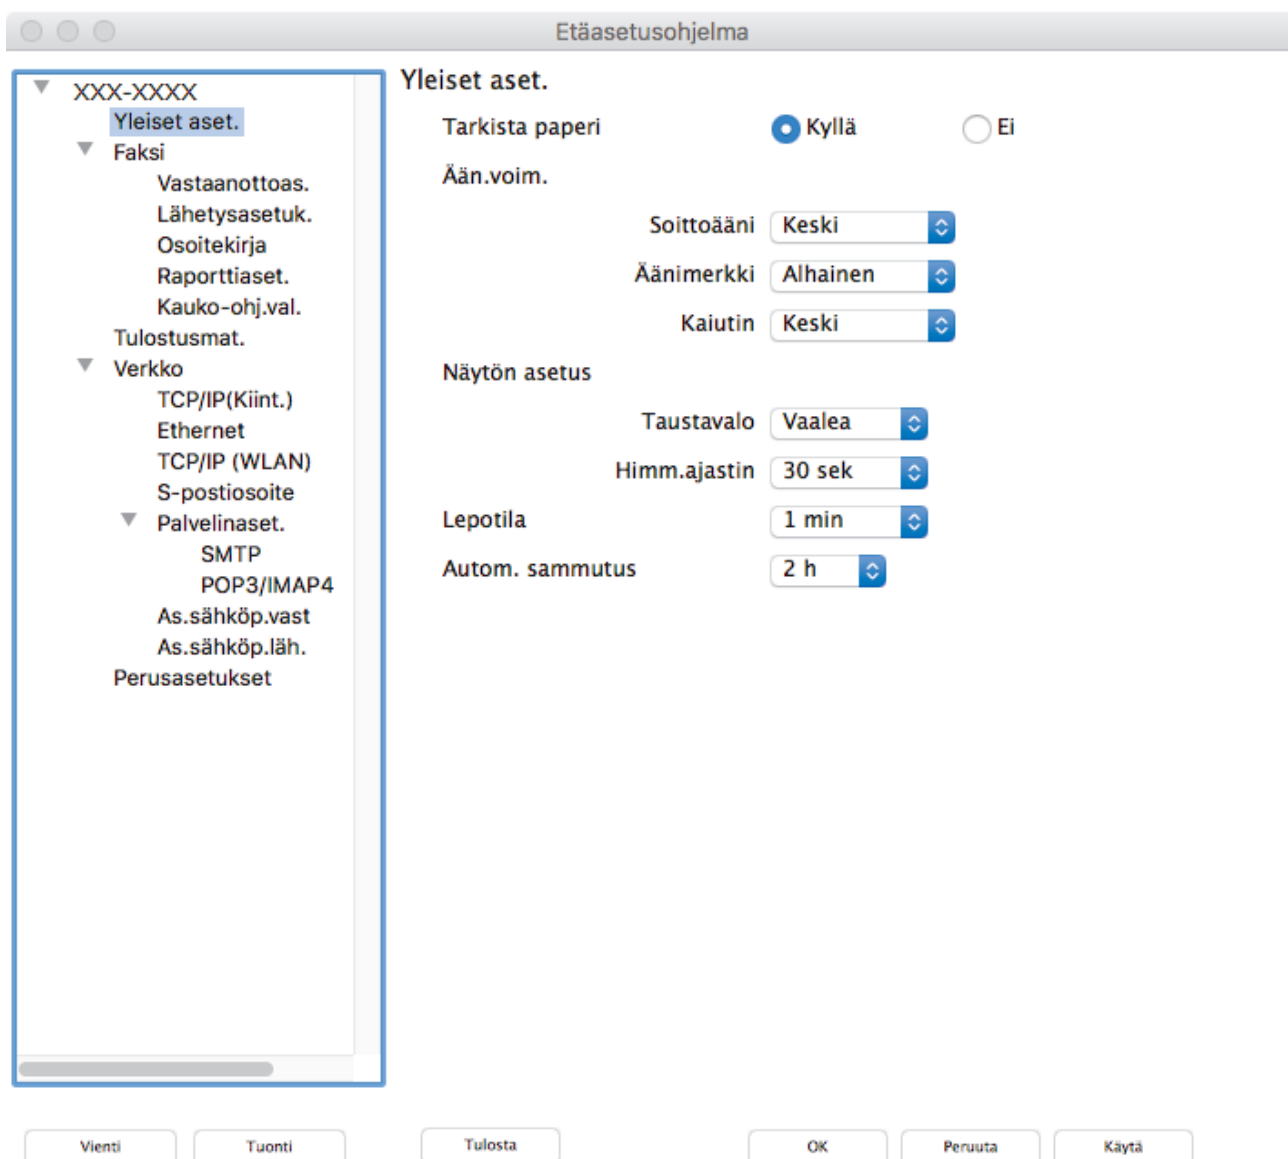 Etäasetusohjelma
XXX-XXXX
Yleiset aset.
Faksi
Vastaanottoas.
Lähetysasetuk.
Osoitekirja
Raporttiaset.
Kauko-ohj.val.
Tulostusmat.
Verkko
TCP/IP(Kiint.)
Ethernet
TCP/IP (WLAN)
S-postiosoite
Palvelinaset.
SMTP
POP3/IMAP4
As.sähköp.vast
As.sähköp.läh.
Perusasetukset
Yleiset aset.
Tarkista paperi Kyllä Ei
Ään.voim.
Soittoääni Keski
Äänimerkki Alhainen
Kaiutin Keski
Näytön asetus
Taustavalo Vaalea
Himm.ajastin 30 sek
Lepotila 1 min
Autom. sammutus 2 h
Vienti Tuonti Tulosta OK Peruuta Käytä